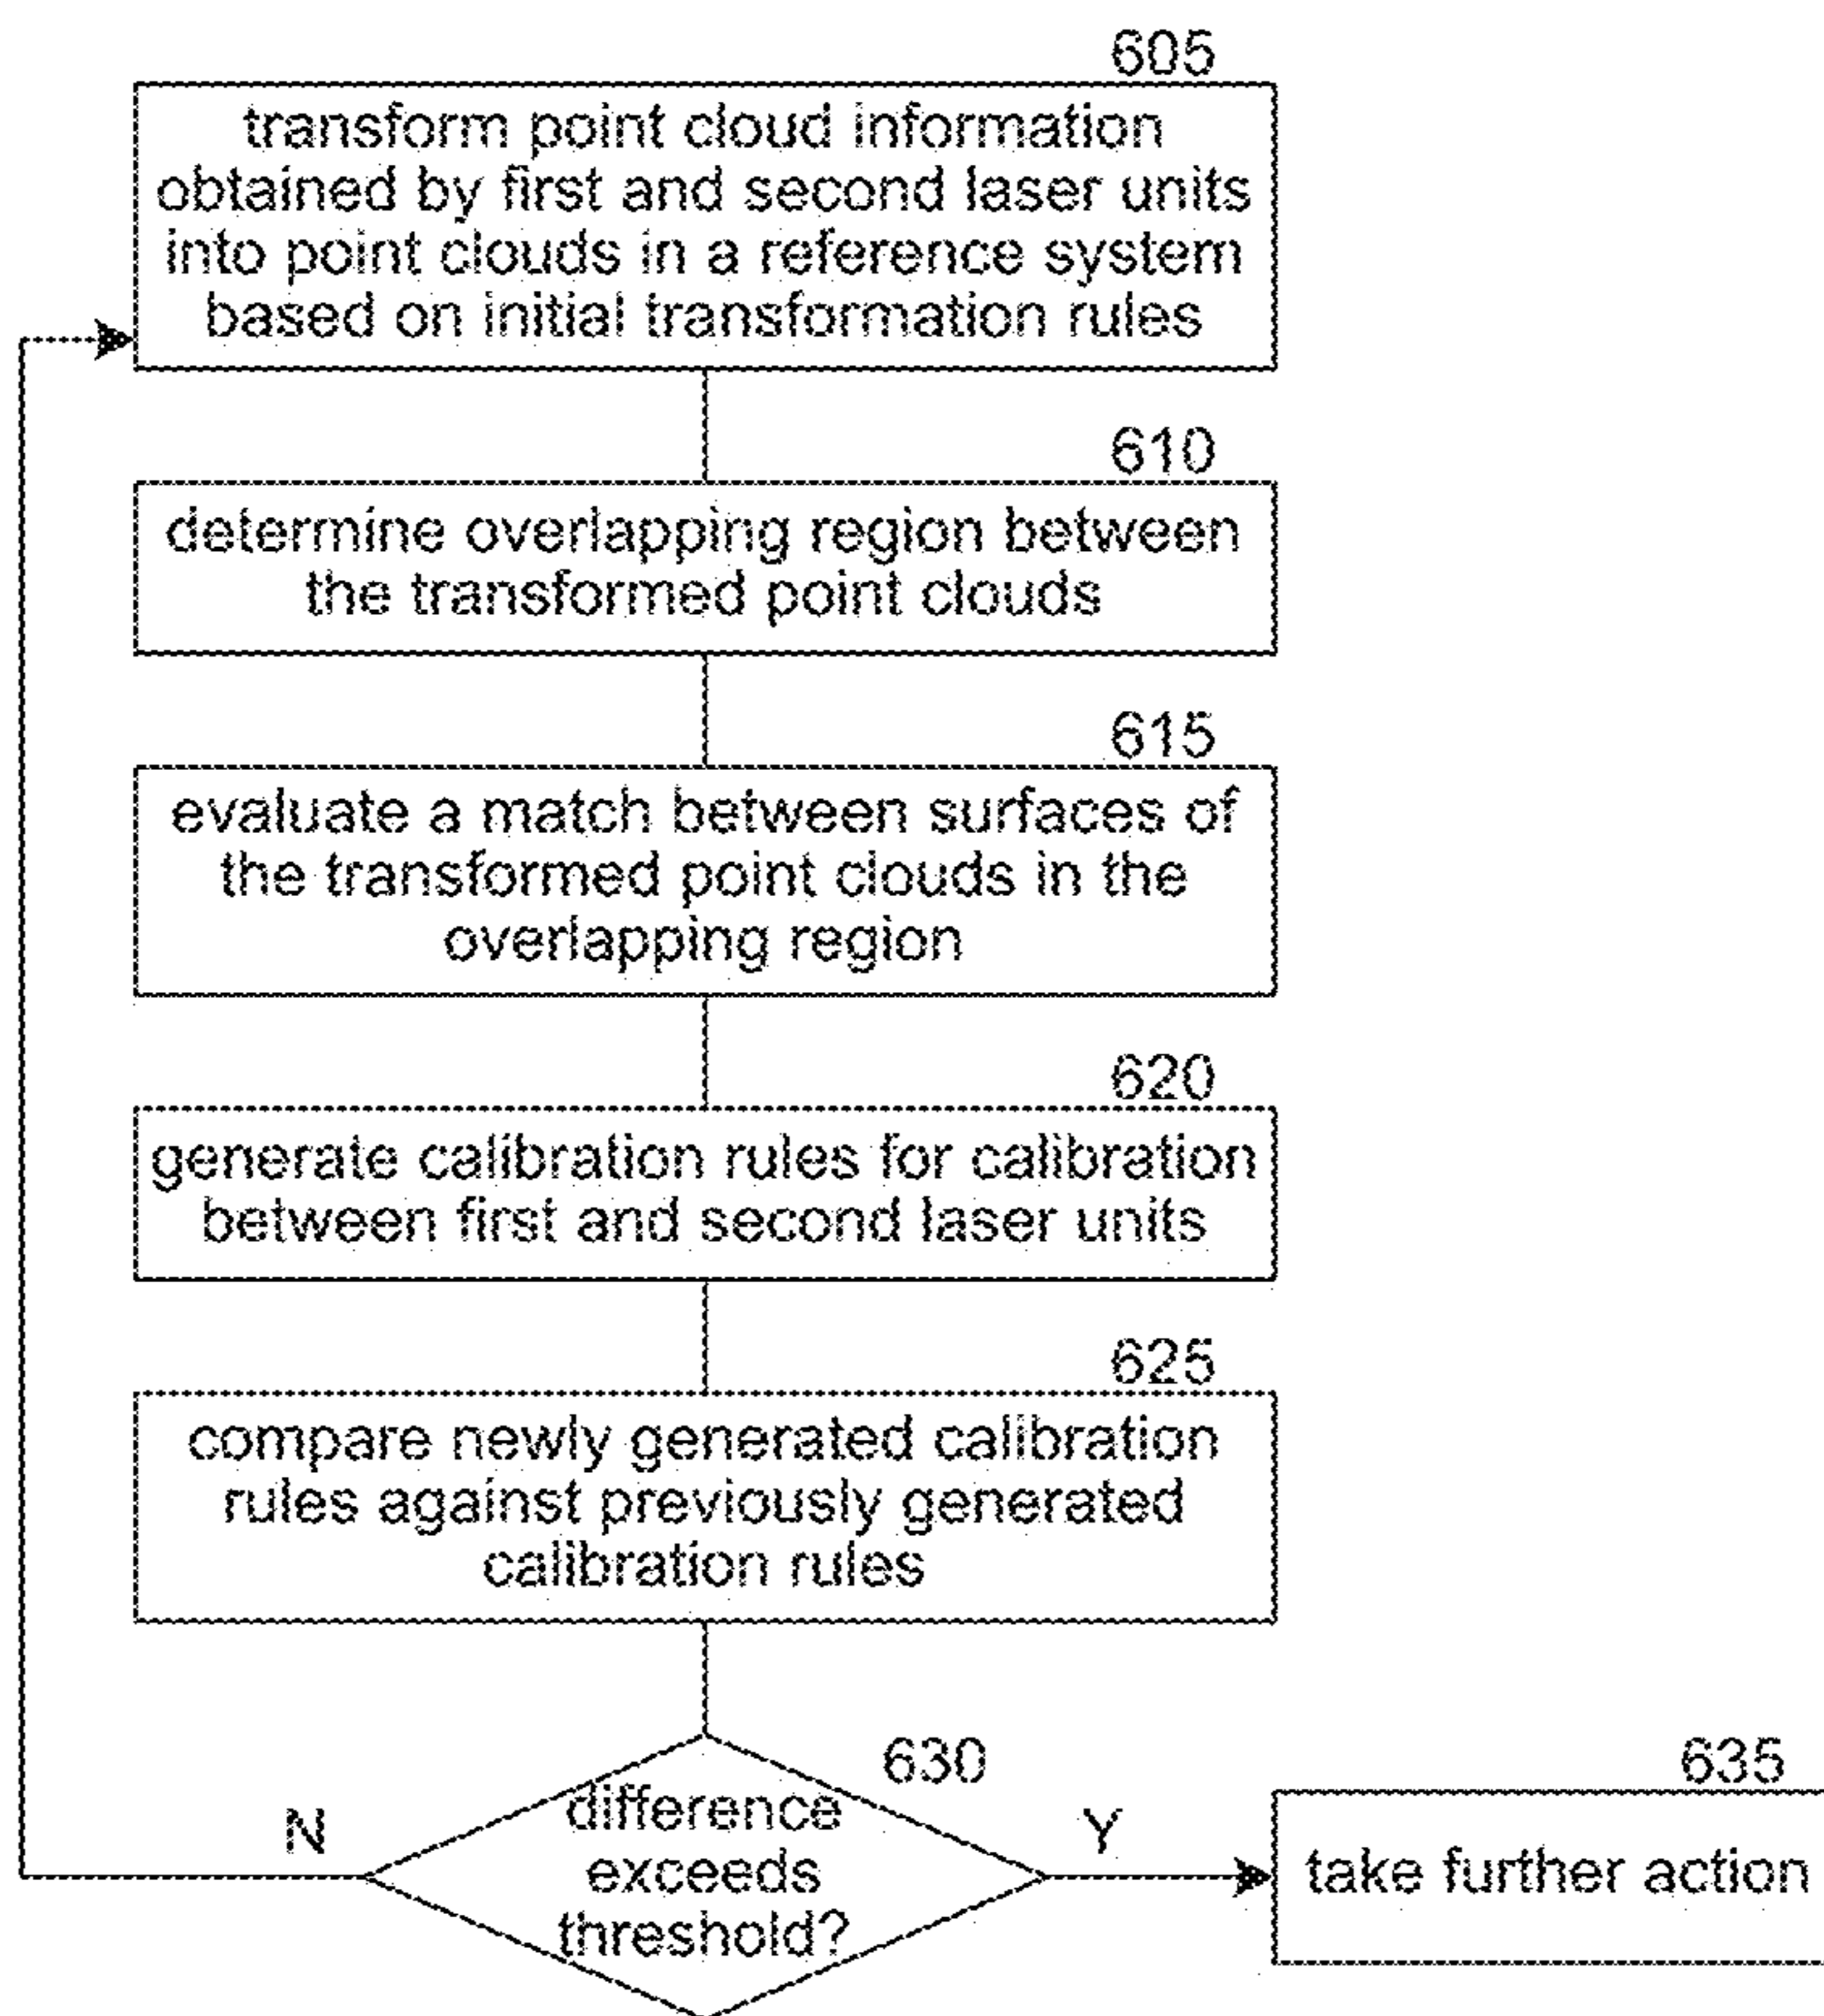 605
transform point cloud information
obtained by first and second laser units
into point clouds in a reference system
based on initial transformation rules
610
determine overlapping region between
the transformed point clouds
615
evaluate a match between surfaces of
the transformed point clouds in the
overlapping region
620
generate calibration rules for calibration
between first and second laser units
625
compare newly generated calibration
rules against previously generated
calibration rules
630
difference
exceeds
threshold?
N
Y
635
take further action